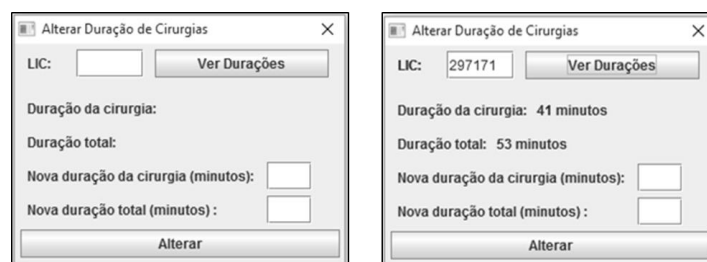 Alterar Duração de Cirurgias
LIC:
Ver Durações
Duração da cirurgia:
Duração total:
Nova duração da cirurgia (minutos):
Nova duração total (minutos) :
Alterar
Alterar Duração de Cirurgias
LIC: 297171
Ver Durações
Duração da cirurgia: 41 minutos
Duração total: 53 minutos
Nova duração da cirurgia (minutos):
Nova duração total (minutos) :
Alterar